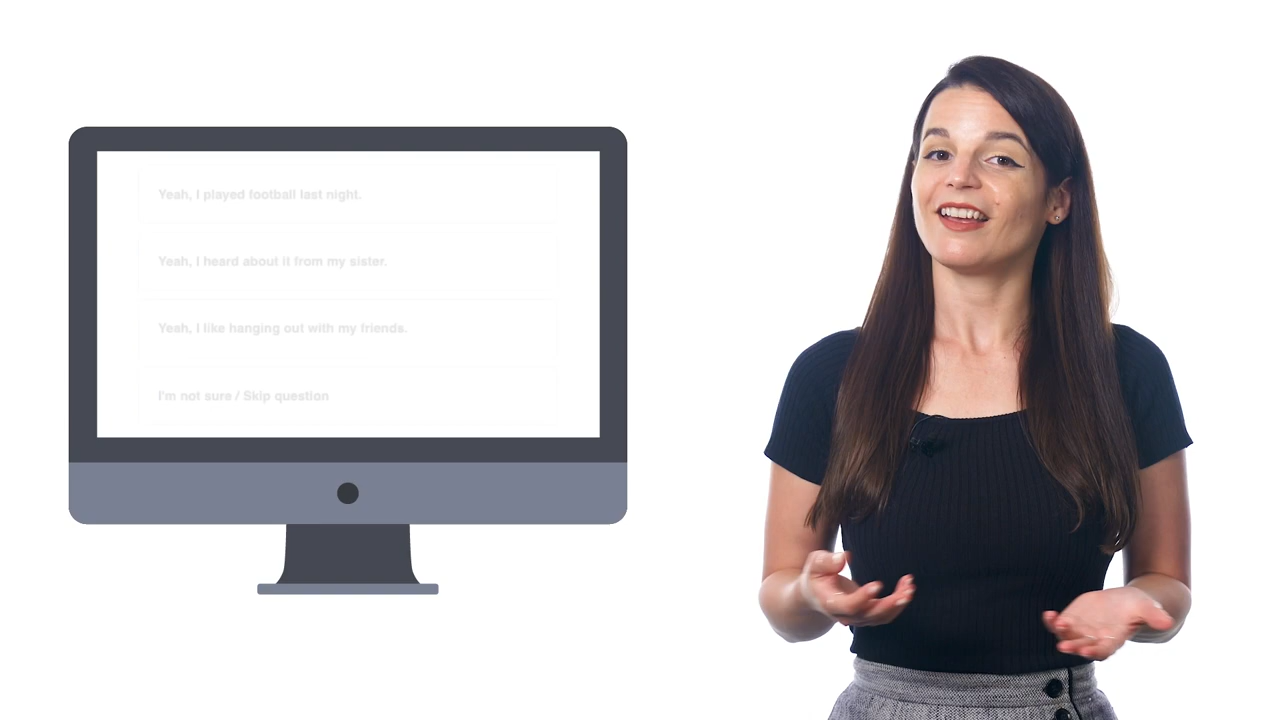 Yeah, I played football last night.
Yeah, I heard about it from my sister.
Yeah, I like hanging out with my friends.
I'm not sure / Skip question